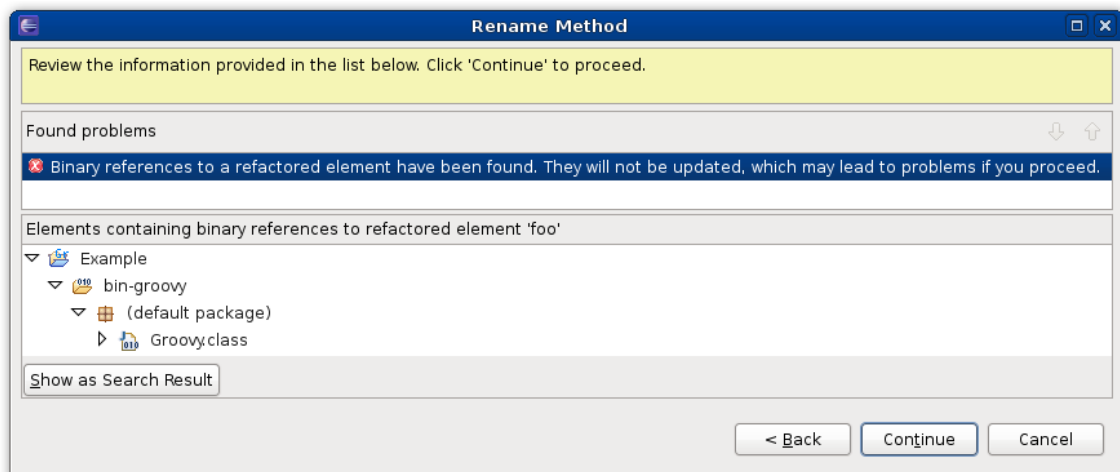 Rename Method
Review the information provided in the list below. Click 'Continue' to proceed.
Found problems
Binary references to a refactored element have been found. They will not be updated, which may lead to problems if you proceed.
Elements containing binary references to refactored element 'foo'
Example
bin-groovy
(default package)
Groovy.class
Show as Search Result
< Back
Continue
Cancel